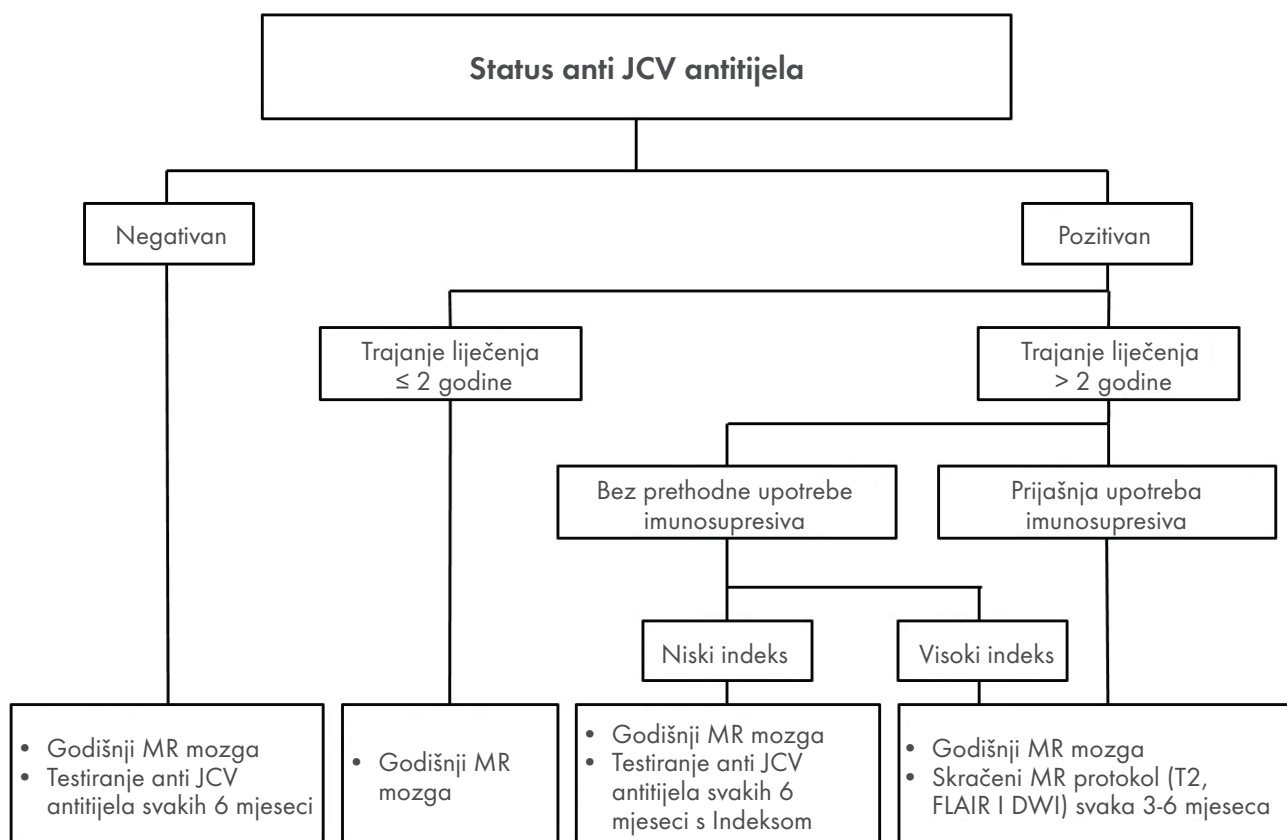 Status anti JCV antitijela
Negativan
Pozitivan
Trajanje liječenja
≤ 2 godine
Trajanje liječenja
> 2 godine
Bez prethodne upotrebe
imunosupresiva
Prijašnja upotreba
imunosupresiva
Niski indeks
Visoki indeks
• Godišnji MR mozga
• Testiranje anti JCV
antitijela svakih 6 mjeseci
• Godišnji MR
mozga
• Godišnji MR mozga
• Testiranje anti JCV
antitijela svakih 6
mjeseci s Indeksom
• Godišnji MR mozga
• Skračeni MR protokol (T2,
FLAIR I DWI) svaka 3-6 mjeseca